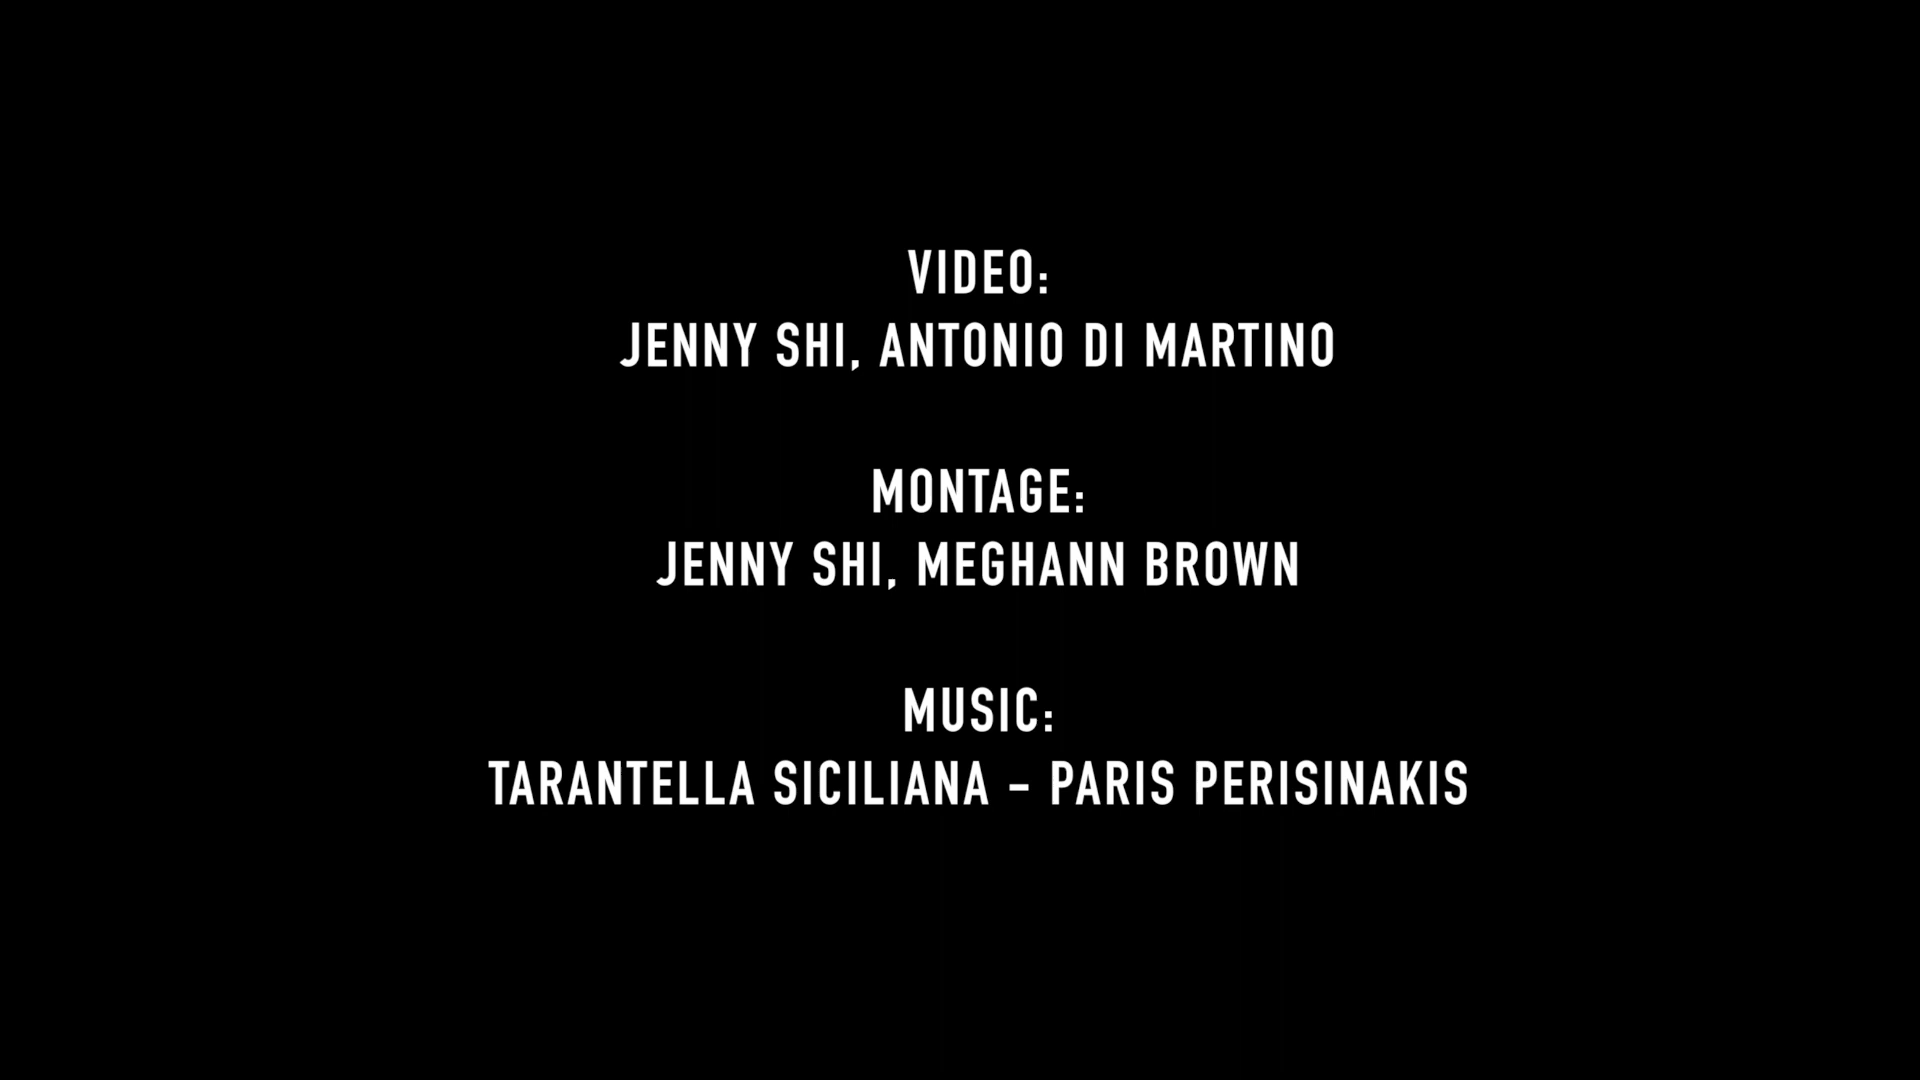 VIDEO:
JENNY SHI, ANTONIO DI MARTINO
MONTAGE:
JENNY SHI, MEGHANN BROWN
MUSIC:
TARANTELLA SICILIANA - PARIS PERISINAKIS